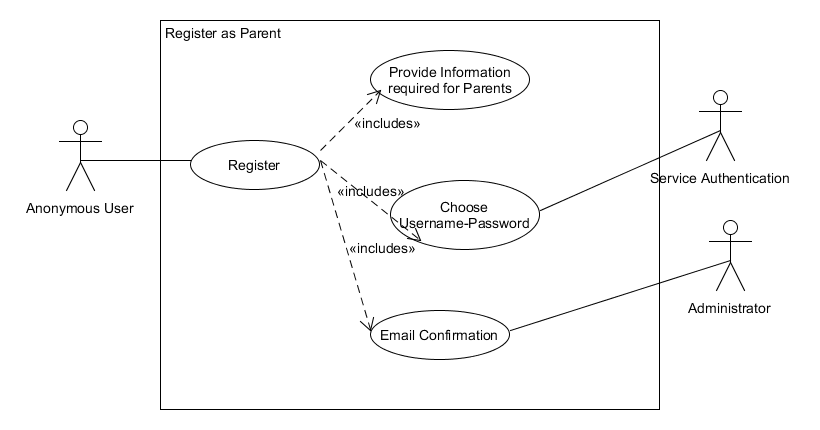 Register as Parent
Provide Information
required for Parents
«includes»
Register
Anonymous User
«includes»
Choose
Username-Password
Service Authentication
«includes»
Email Confirmation
Administrator